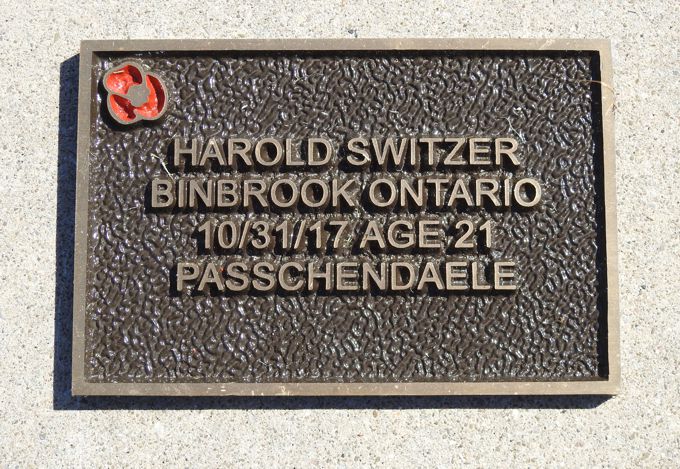 HAROLD SWITZER
BINBROOK ONTARIO
10/31/17 AGE 21
PASSCHENDAELE